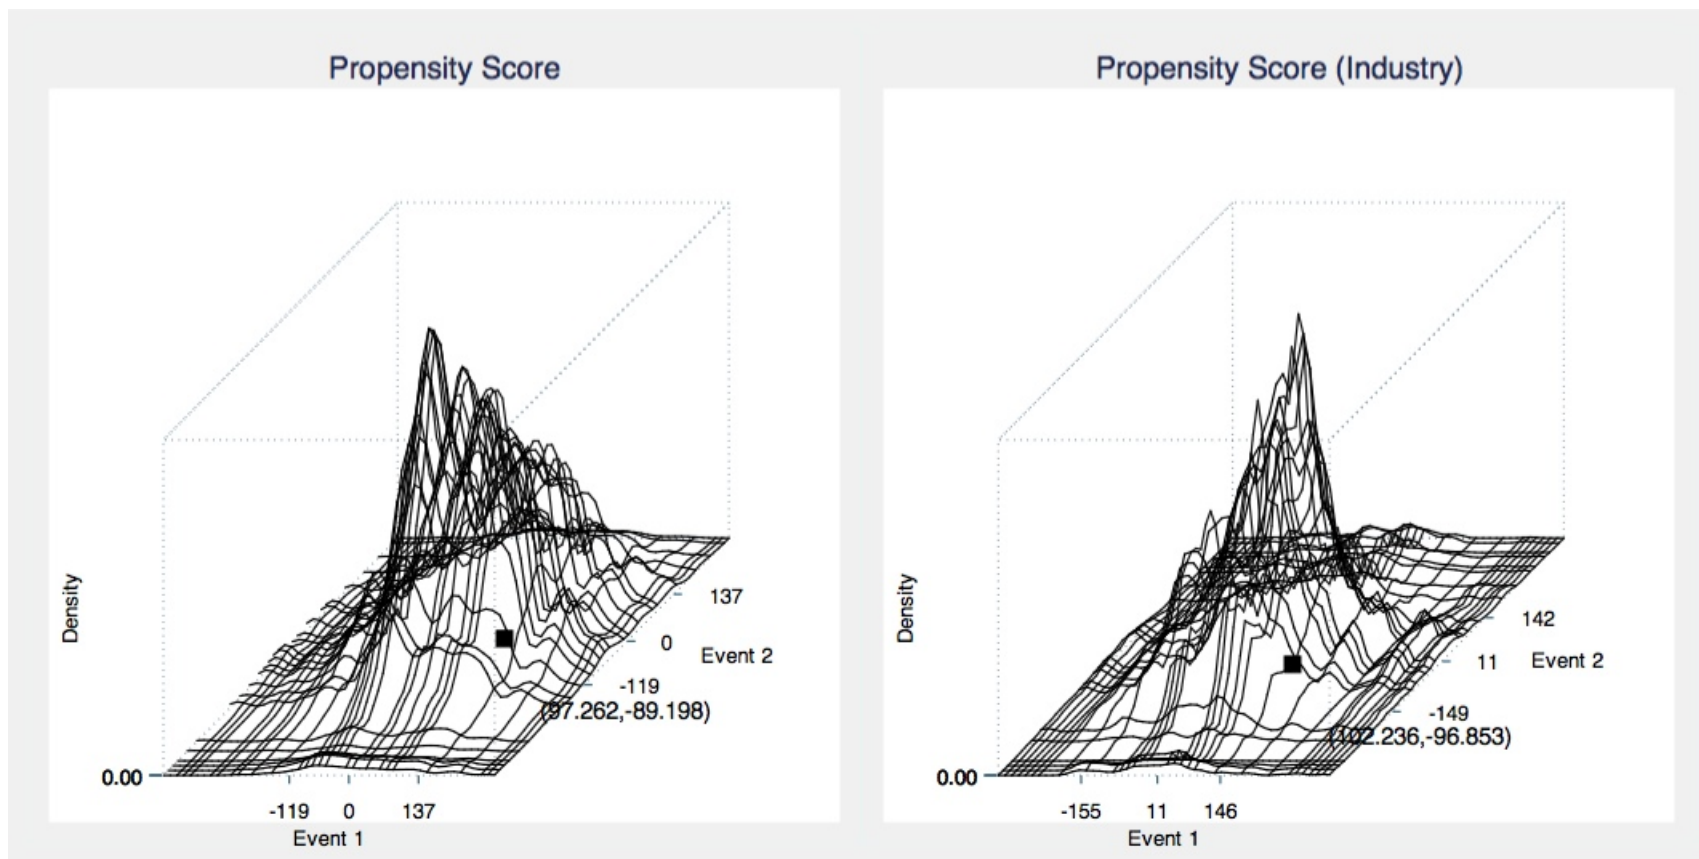 Propensity Score
Density
137
0
Event 2
-119
(97.262,-89.198)
0.00
-119 0 137
Event 1
Propensity Score (Industry)
Density
142
11
Event 2
-149
(102.236,-96.853)
0.00
-155 11 146
Event 1